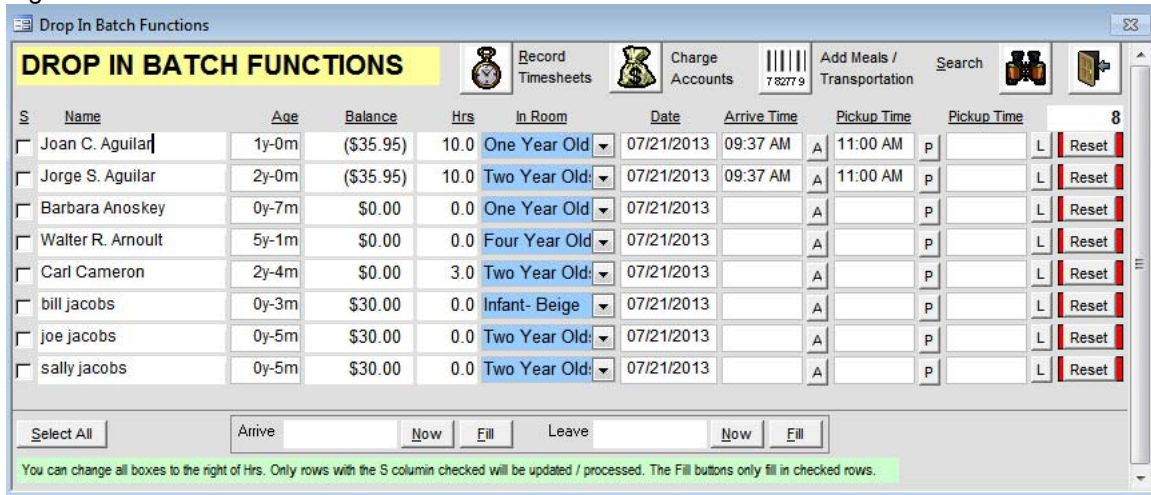 Drop In Batch Functions
DROP IN BATCH FUNCTIONS Record Timesheets Charge Accounts 782779 Add Meals / Transportation Search
S Name Age Balance Hrs In Room Date Arrive Time Pickup Time Pickup Time 8
Joan C. Aguilar 1y-0m ($35.95) 10.0 One Year Old 07/21/2013 09:37 AM A 11:00 AM P L Reset
Jorge S. Aguilar 2y-0m ($35.95) 10.0 Two Year Olds 07/21/2013 09:37 AM A 11:00 AM P L Reset
Barbara Anoskey 0y-7m $0.00 0.0 One Year Old 07/21/2013 A P L Reset
Walter R. Arnoult 5y-1m $0.00 0.0 Four Year Old 07/21/2013 A P L Reset
Carl Cameron 2y-4m $0.00 3.0 Two Year Olds 07/21/2013 A P L Reset
bill jacobs 0y-3m $30.00 0.0 Infant- Beige 07/21/2013 A P L Reset
joe jacobs 0y-5m $30.00 0.0 Two Year Olds 07/21/2013 A P L Reset
sally jacobs 0y-5m $30.00 0.0 Two Year Olds 07/21/2013 A P L Reset
Select All Arrive Now Fill Leave Now Fill
You can change all boxes to the right of Hrs. Only rows with the S column checked will be updated / processed. The Fill buttons only fill in checked rows.